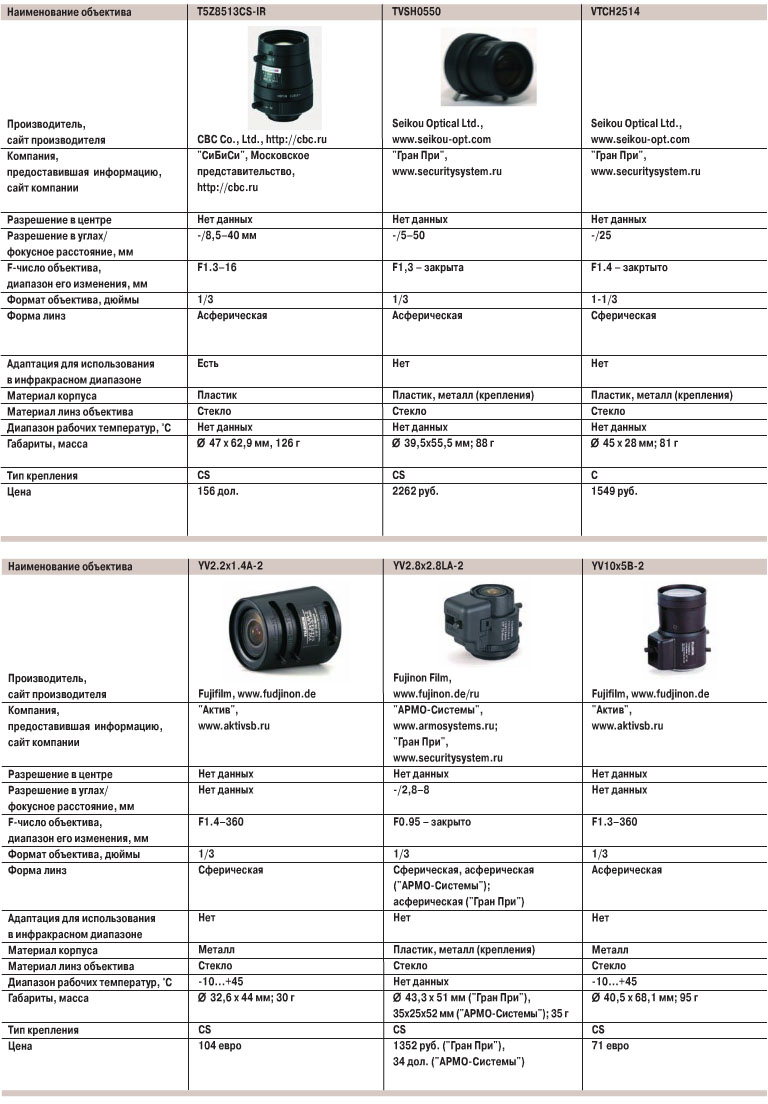 Наименование объектива T5Z8513CS-IR TVSH0550 VTCH2514
Производитель, Seikou Optical Ltd., Seikou Optical Ltd.,
сайт производителя CBC Co., Ltd., http://cbc.ru www.seikou-opt.com www.seikou-opt.com
Компания, "СиБиСи", Московское "Гран При", "Гран При",
предоставившая информацию, представительство, www.securitysystem.ru www.securitysystem.ru
сайт компании http://cbc.ru
Разрешение в центре Нет данных Нет данных Нет данных
Разрешение в углах/ -/8,5–40 мм -/5–50 -/25
фокусное расстояние, мм
F-число объектива, F1.3–16 F1,3 – закрыта F1.4 – закртыто
диапазон его изменения, мм
Формат объектива, дюймы 1/3 1/3 1-1/3
Форма линз Асферическая Асферическая Сферическая
Адаптация для использования Есть Нет Нет
в инфракрасном диапазоне
Материал корпуса Пластик Пластик, металл (крепления) Пластик, металл (крепления)
Материал линз объектива Стекло Стекло Стекло
Диапазон рабочих температур, °С Нет данных Нет данных Нет данных
Габариты, масса Ø 47 x 62,9 мм, 126 г Ø 39,5x55,5 мм; 88 г Ø 45 x 28 мм; 81 г
Тип крепления CS CS C
Цена 156 дол. 2262 руб. 1549 руб.
Наименование объектива YV2.2x1.4A-2 YV2.8x2.8LA-2 YV10x5B-2
Производитель, Fujinon Film,
сайт производителя Fujifilm, www.fudjinon.de www.fujinon.de/ru Fujifilm, www.fudjinon.de
Компания, "Актив", "АРМО-Системы", "Актив",
предоставившая информацию, www.aktivsb.ru www.armosystems.ru; www.aktivsb.ru
сайт компании "Гран При",
www.securitysystem.ru
Разрешение в центре Нет данных Нет данных Нет данных
Разрешение в углах/ Нет данных -/2,8–8 Нет данных
фокусное расстояние, мм
F-число объектива, F1.4–360 F0.95 – закрыто F1.3–360
диапазон его изменения, мм
Формат объектива, дюймы 1/3 1/3 1/3
Форма линз Сферическая Сферическая, асферическая Асферическая
("АРМО-Системы");
асферическая ("Гран При")
Адаптация для использования Нет Нет Нет
в инфракрасном диапазоне
Материал корпуса Металл Пластик, металл (крепления) Металл
Материал линз объектива Стекло Стекло Стекло
Диапазон рабочих температур, °С -10...+45 Нет данных -10...+45
Габариты, масса Ø 32,6 x 44 мм; 30 г Ø 43,3 x 51 мм ("Гран При"), Ø 40,5 x 68,1 мм; 95 г
35x25x52 мм ("АРМО-Системы"); 35 г
Тип крепления CS CS CS
Цена 104 евро 1352 руб. ("Гран При"), 71 евро
34 дол. ("АРМО-Системы")